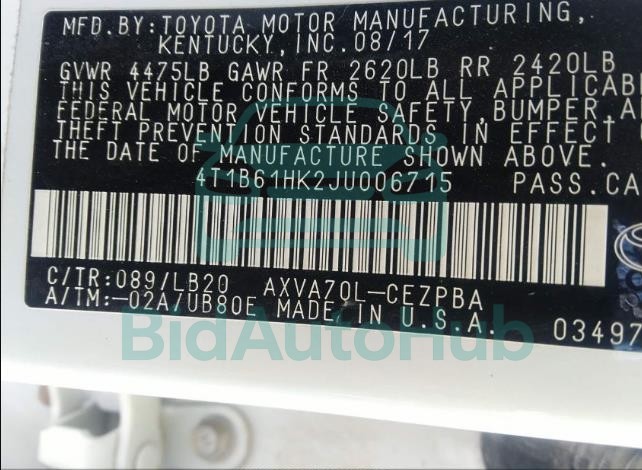 MFD.BY:TOYOTA MOTOR MANUFACTURING,
KENTUCKY,INC.08/17
GVWR 4475LB GAWR FR 2620LB RR 2420LB
THIS VEHICLE CONFORMS TO ALL APPLICABL
FEDERAL MOTOR VEHICLE SAFETY,BUMPER,A
THEFT PREVENTION STANDARDS IN EFFECT
THE DATE OF MANUFACTURE SHOWN ABOVE.
4T1B61HK2JU006715 PASS.CA
C/TR:089/LB20 AXVA70L-CEZPBA
A/TM:-02A/UB80E MADE IN U.S.A.
03497
BidAutoHub